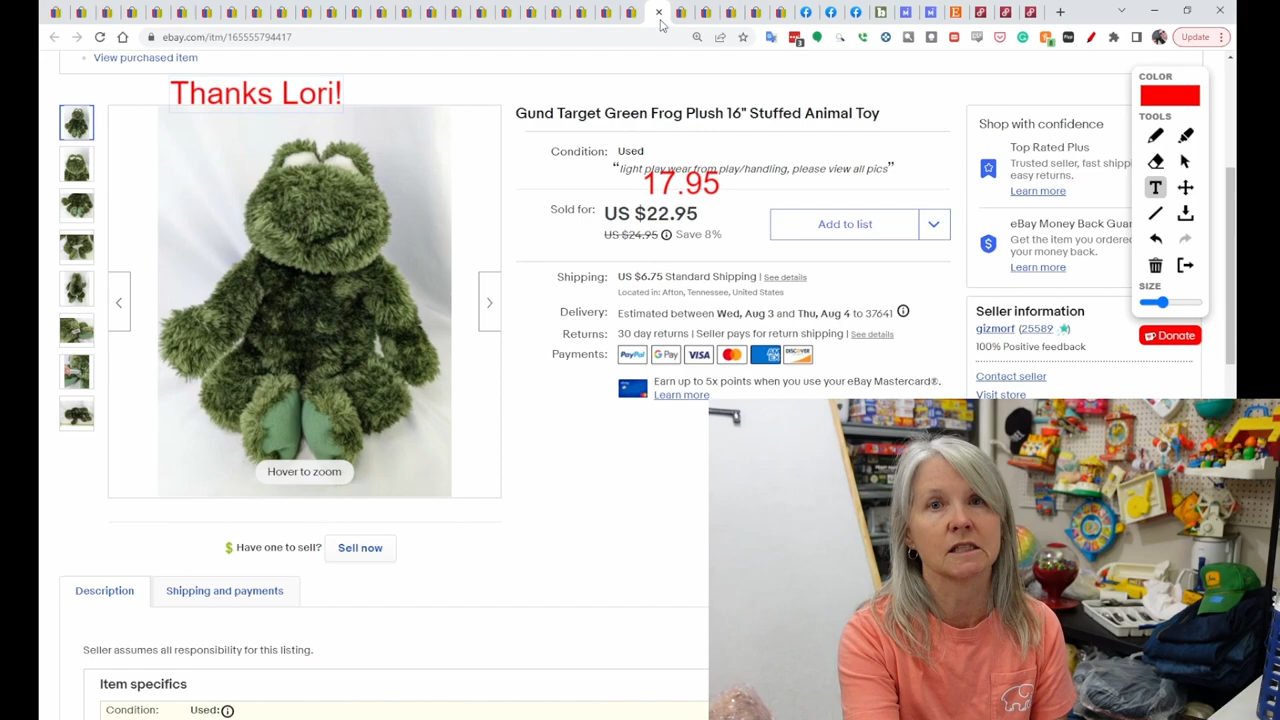 ebay.com/itm/165555794417
Update
View purchased item
Thanks Lori!
Gund Target Green Frog Plush 16" Stuffed Animal Toy
Condition: Used
“light play wear from play/handling, please view all pics”
17.95
Sold for: US $22.95
US $24.95 Save 8%
Add to list
Shipping: US $6.75 Standard Shipping | See details
Located in: Afton, Tennessee, United States
Delivery: Estimated between Wed, Aug 3 and Thu, Aug 4 to 37641
Returns: 30 day returns | Seller pays for return shipping | See details
Payments: PayPal G Pay VISA DISCOVER
Earn up to 5x points when you use your eBay Mastercard®.
Learn more
Hover to zoom
Have one to sell? Sell now
Shop with confidence
Top Rated Plus
Trusted seller, fast shipp
easy returns.
Learn more
eBay Money Back Guar
Get the item you ordere
your money back.
Learn more
Seller information
gizmorf (25589)
100% Positive feedback
Contact seller
Visit store
COLOR
TOOLS
T
SIZE
Donate
Description
Shipping and payments
Seller assumes all responsibility for this listing.
Item specifics
Condition: Used: